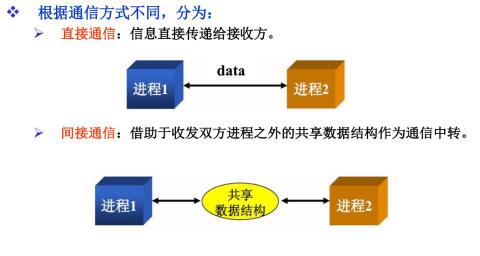 根据通信方式不同，分为：
直接通信：信息直接传递给接收方。
data
进程1
进程2
间接通信：借助于收发双方进程之外的共享数据结构作为通信中转。
进程1
共享
数据结构
进程2